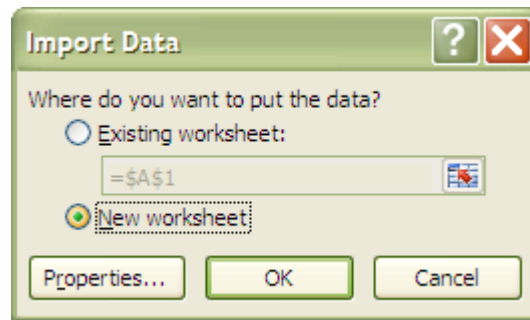 Import Data
?
Where do you want to put the data?
Existing worksheet:
=$A$1
New worksheet
Properties...
OK
Cancel